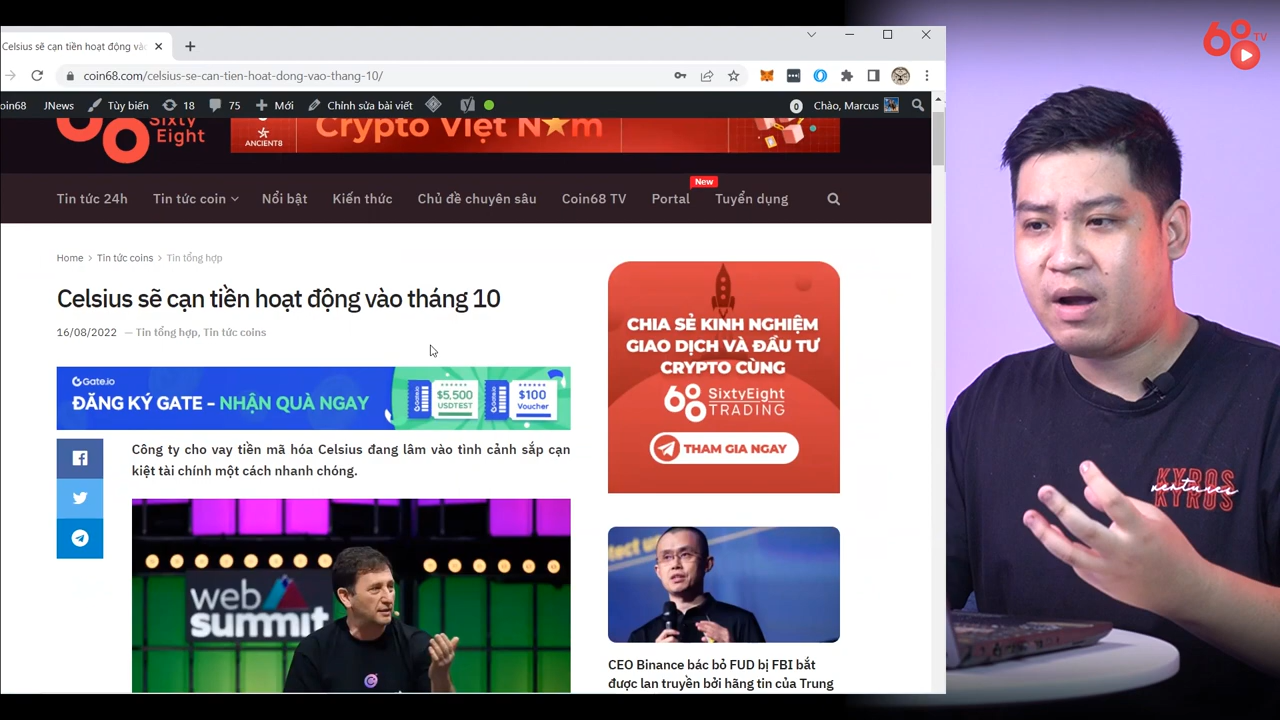 Celsius sẽ cạn tiền hoạt động và
coin68.com/celsius-se-can-tien-hoat-dong-vao-thang-10/
oin68 JNews Tùy biến 18 75 Mới Chỉnh sửa bài viết 0 Chào, Marcus
Sixty
Eight
ANCIENT8
Crypto Việt Nam
Tin tức 24h Tin tức coin Nổi bật Kiến thức Chủ đề chuyên sâu Coin68 TV Portal New Tuyển dụng
Home > Tin tức coins > Tin tổng hợp
Celsius sẽ cạn tiền hoạt động vào tháng 10
16/08/2022 — Tin tổng hợp, Tin tức coins
Gate.io
ĐĂNG KÝ GATE - NHẬN QUÀ NGAY
$5,500
USDTEST
$100
Voucher
Công ty cho vay tiền mã hóa Celsius đang lâm vào tình cảnh sắp cạn
kiệt tài chính một cách nhanh chóng.
web
summit
CHIA SẺ KINH NGHIỆM
GIAO DỊCH VÀ ĐẦU TƯ
CRYPTO CÙNG
68 SixtyEight
TRADING
THAM GIA NGAY
CEO Binance bác bỏ FUD bị FBI bắt
được lan truyền bởi hãng tin của Trung
68 TV
KYROS
ventures
KYROS